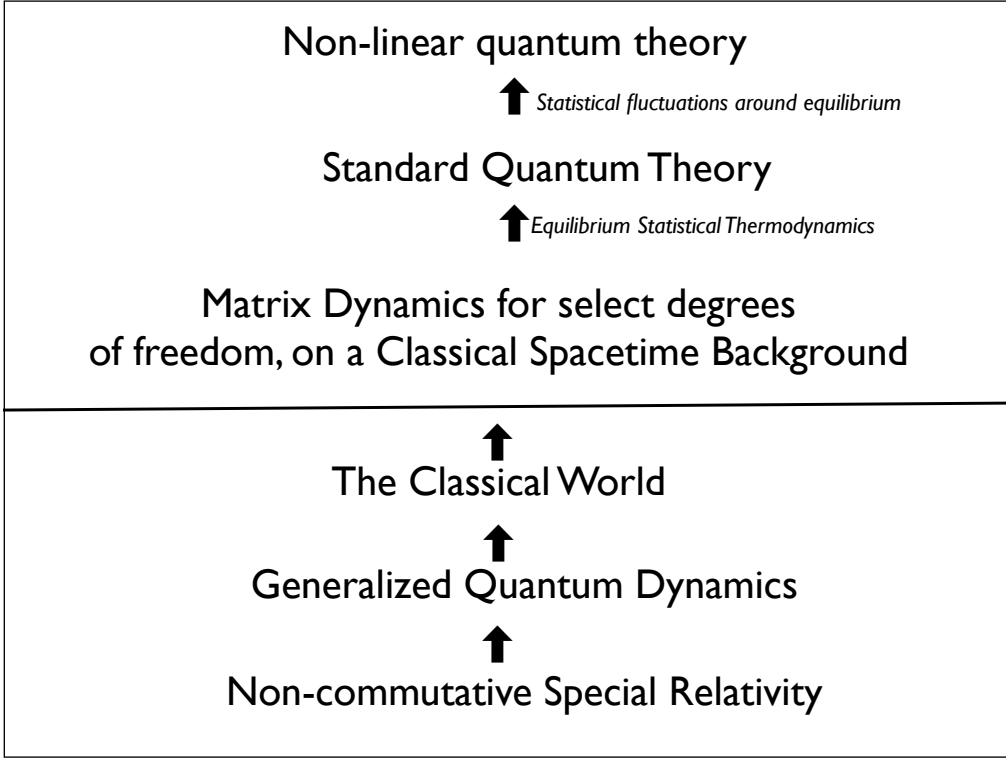 Non-linear quantum theory
Statistical fluctuations around equilibrium
Standard Quantum Theory
Equilibrium Statistical Thermodynamics
Matrix Dynamics for select degrees
of freedom, on a Classical Spacetime Background
The Classical World
Generalized Quantum Dynamics
Non-commutative Special Relativity